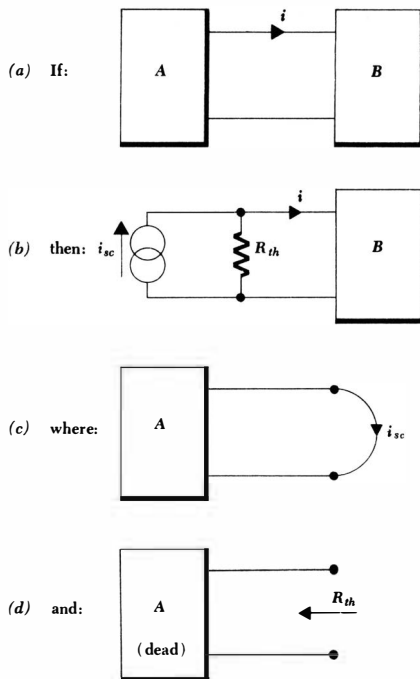 i
(a) If: A B
i
(b) then: i_sc R_th B
(c) where: A i_sc
(d) and: A R_th
(dead)